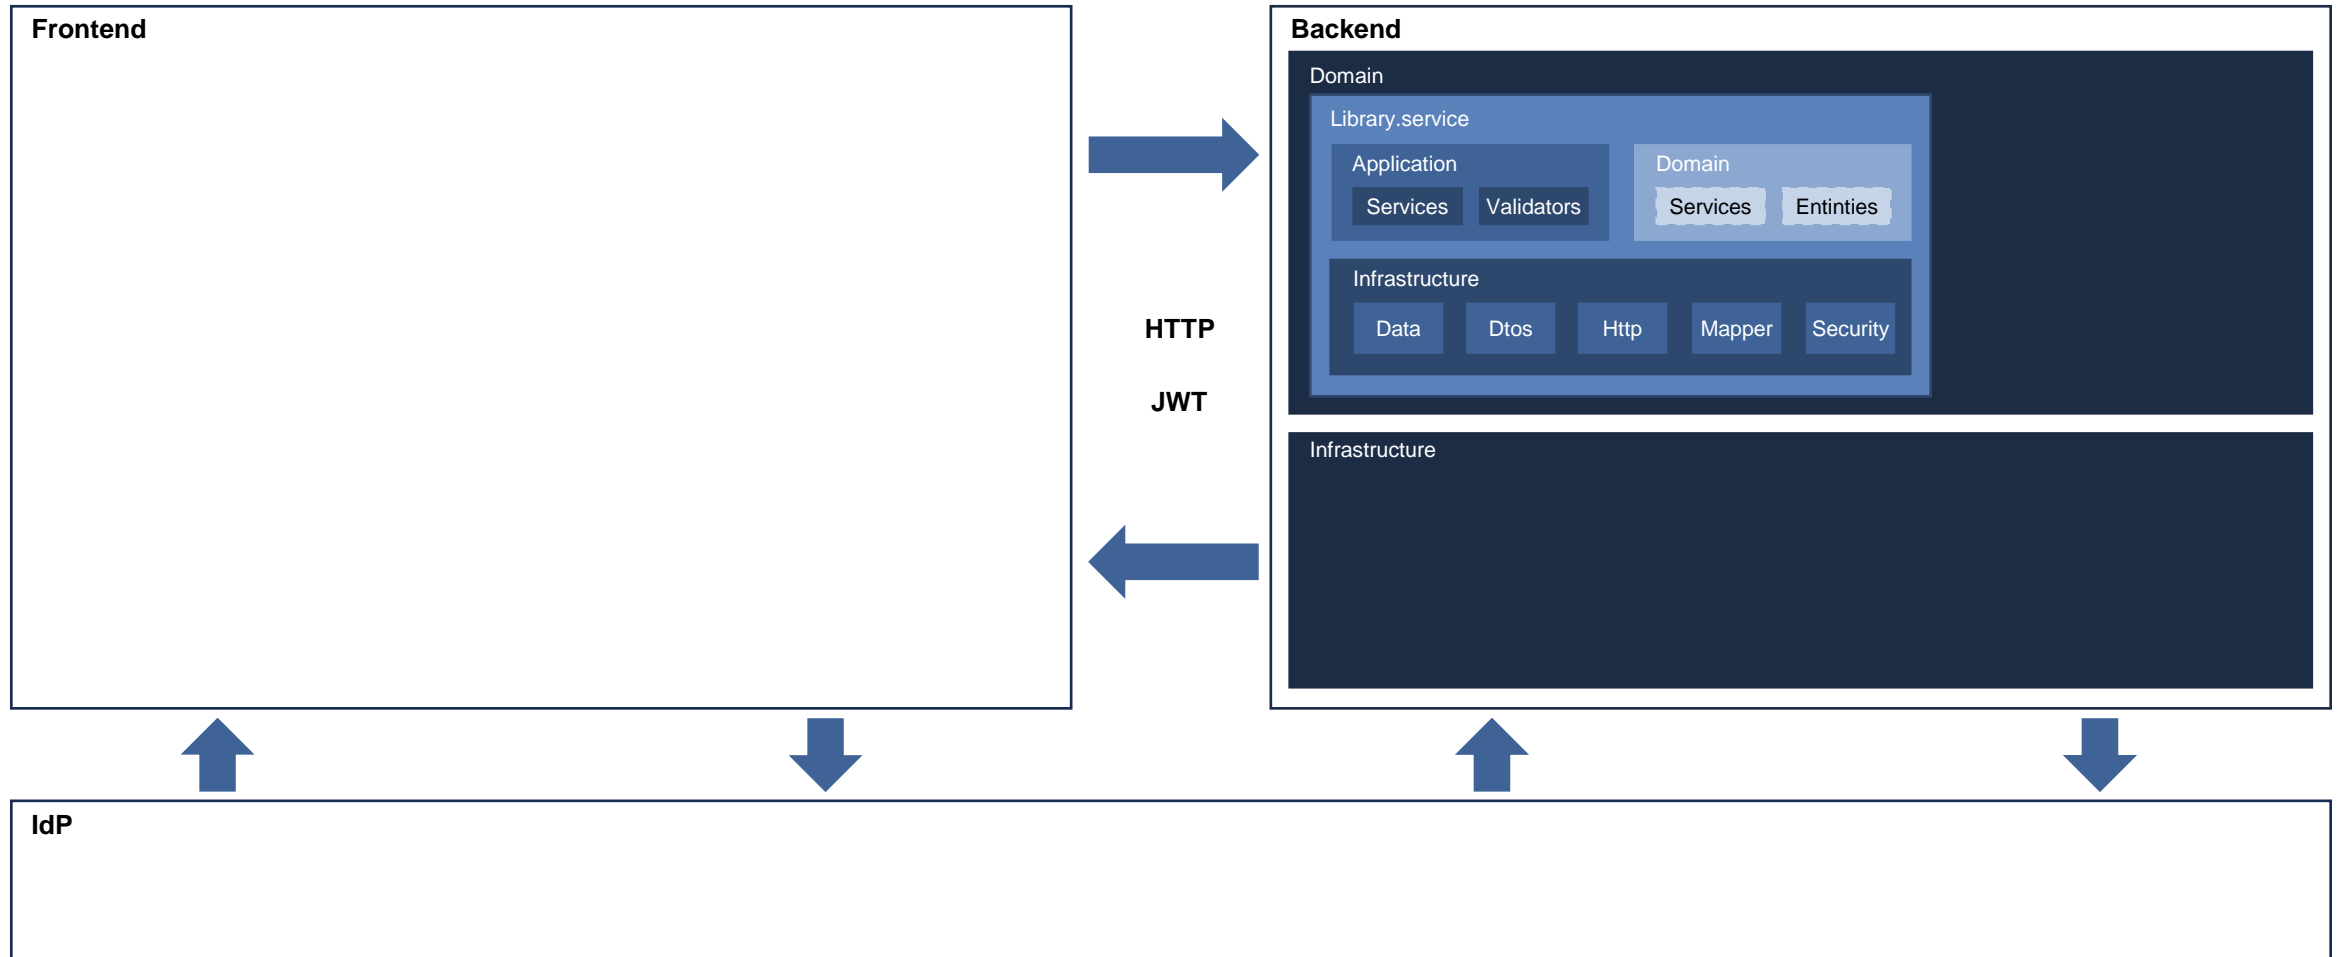 Frontend
Backend
Domain
Library.service
Application
Domain
Services
Validators
Services
Entinties
Infrastructure
Data
Dtos
Http
Mapper
Security
HTTP
JWT
Infrastructure
IdP